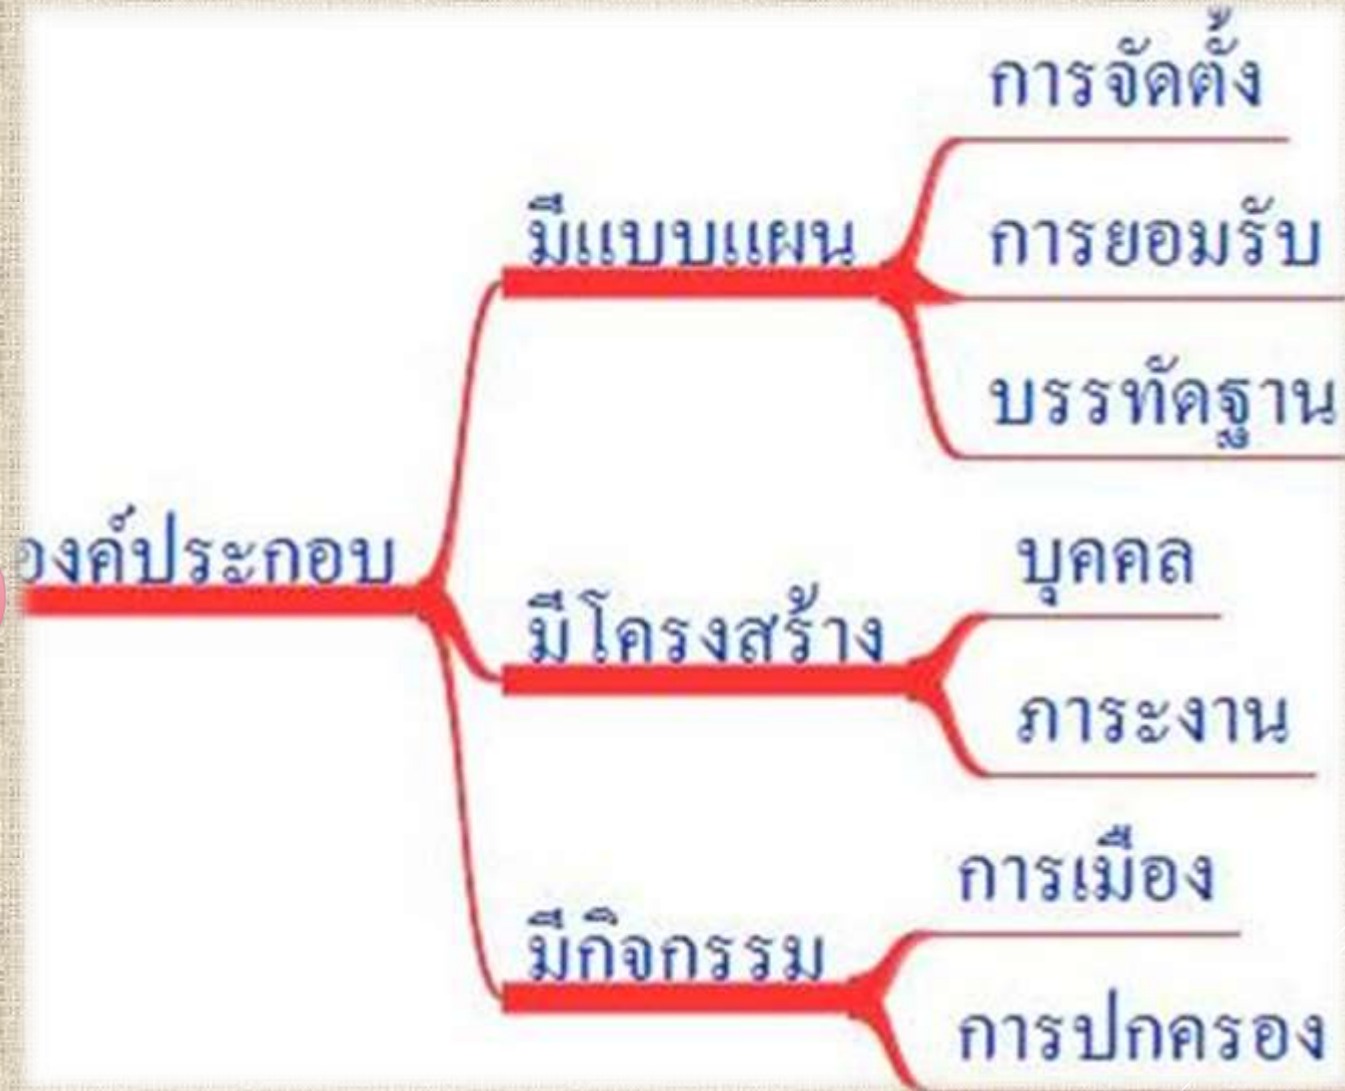 องค์ประกอบ
มีแบบแผน
การจัดตั้ง
การยอมรับ
บรรทัดฐาน
มีโครงสร้าง
บุคคล
ภาระงาน
มีกิจกรรม
การเมือง
การปกครอง